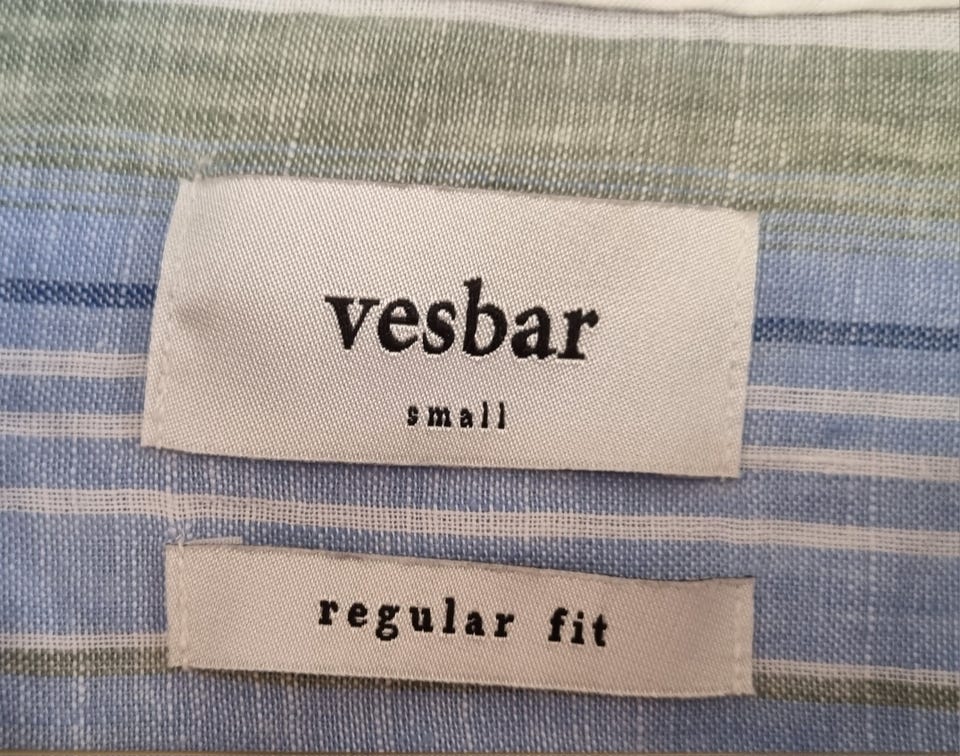 vesbar
small
regular fit